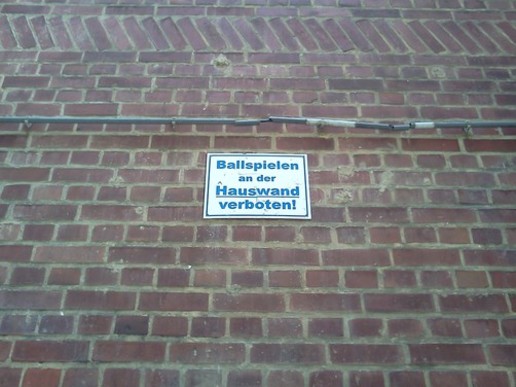 Ballspielen
an der
Hauswand
verboten!